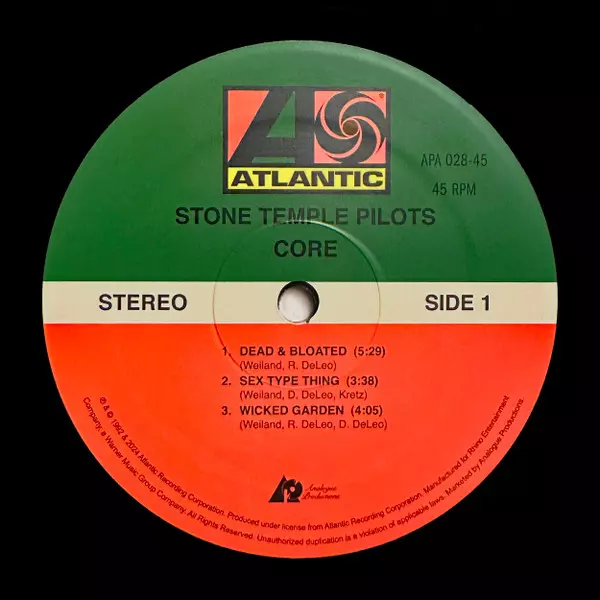 ATLANTIC
®
APA 028-45
45 RPM
STONE TEMPLE PILOTS
CORE
STEREO
SIDE 1
1. DEAD & BLOATED (5:29)
(Weiland, R. DeLeo)
2. SEX TYPE THING (3:38)
(Weiland, D. DeLeo, Kretz)
3. WICKED GARDEN (4:05)
(Weiland, R. DeLeo, D. DeLeo)
Analogue
Productions
℗ & © 1992 & 2024 Atlantic Recording Corporation. Produced under license from Atlantic Recording Corporation. Manufactured for Rhino Entertainment
Company, a Warner Music Group Company. All Rights Reserved. Unauthorized duplication is a violation of applicable laws. Marketed by Analogue Productions.